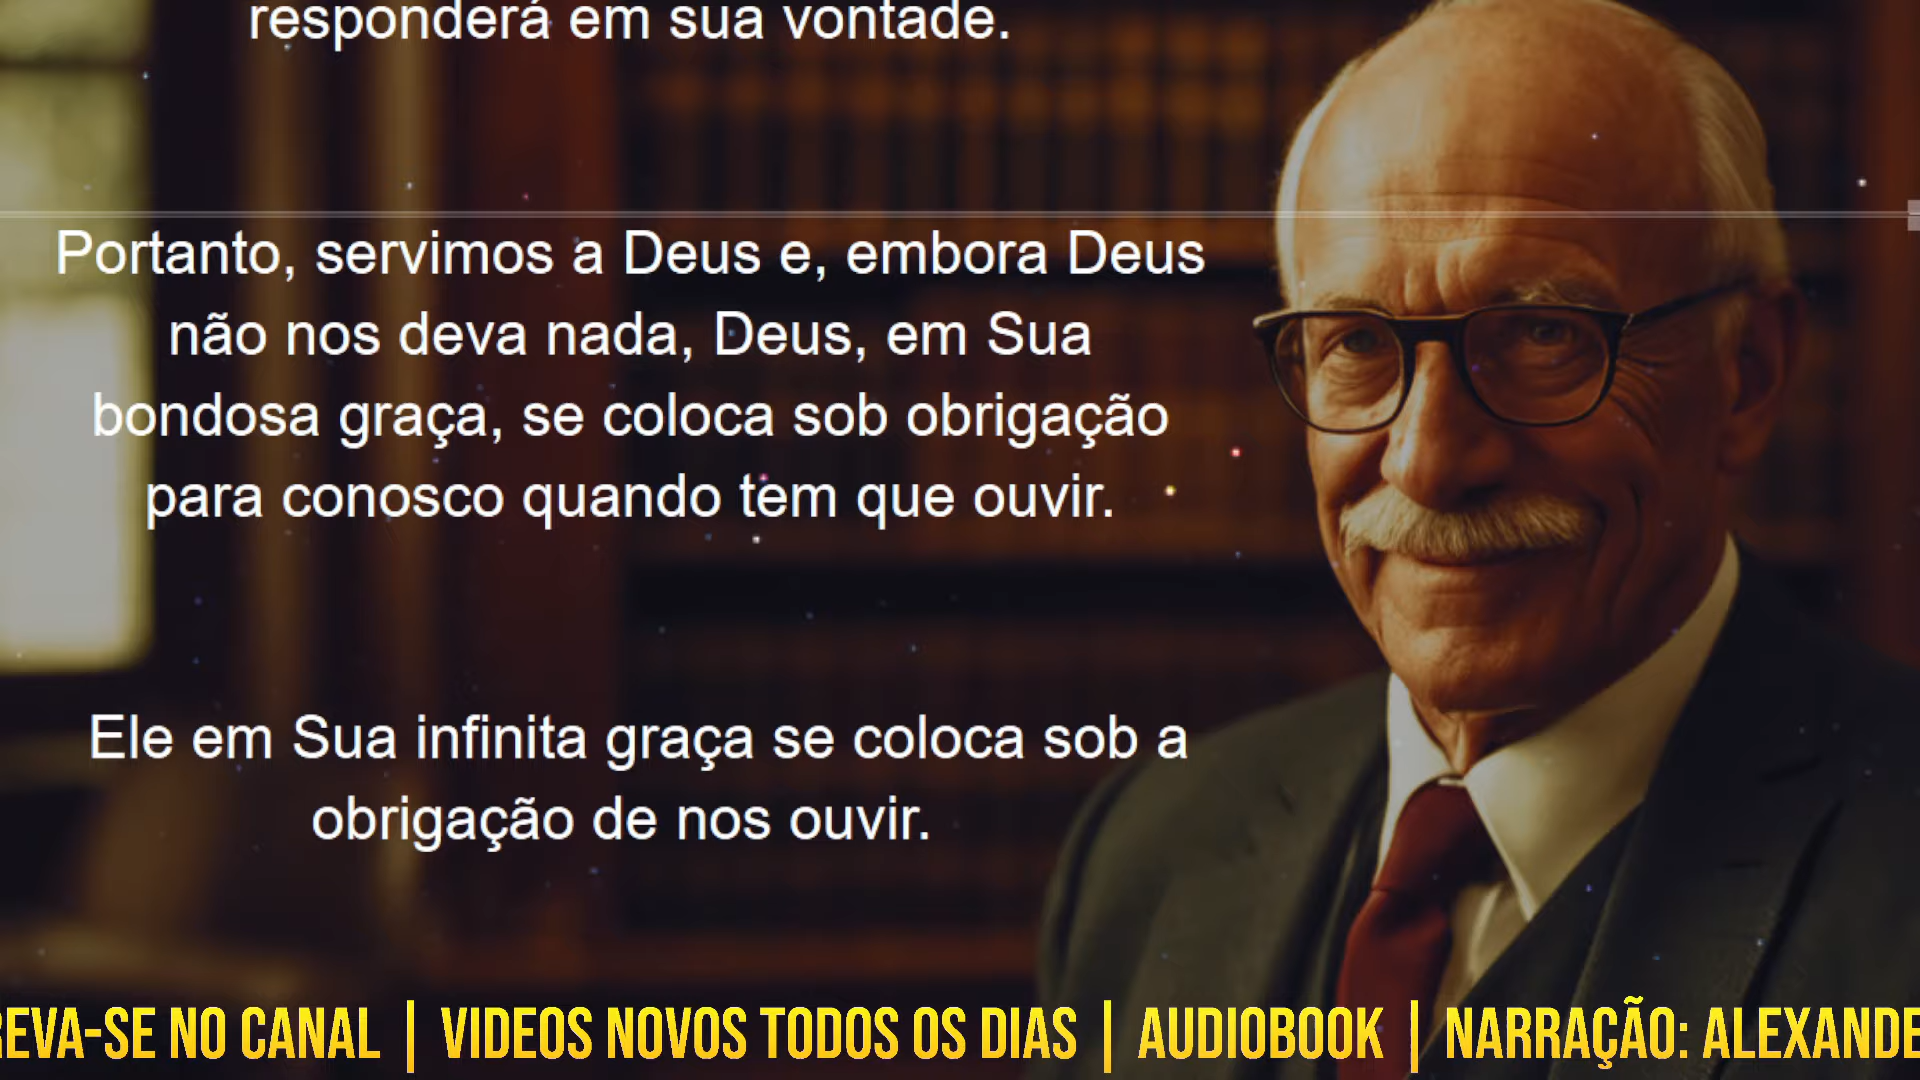 responderá em sua vontade.
Portanto, servimos a Deus e, embora Deus
não nos deva nada, Deus, em Sua
bondosa graça, se coloca sob obrigação
para conosco quando tem que ouvir.
Ele em Sua infinita graça se coloca sob a
obrigação de nos ouvir.
REVA-SE NO CANAL | VIDEOS NOVOS TODOS OS DIAS | AUDIOBOOK | NARRAÇÃO: ALEXANDE